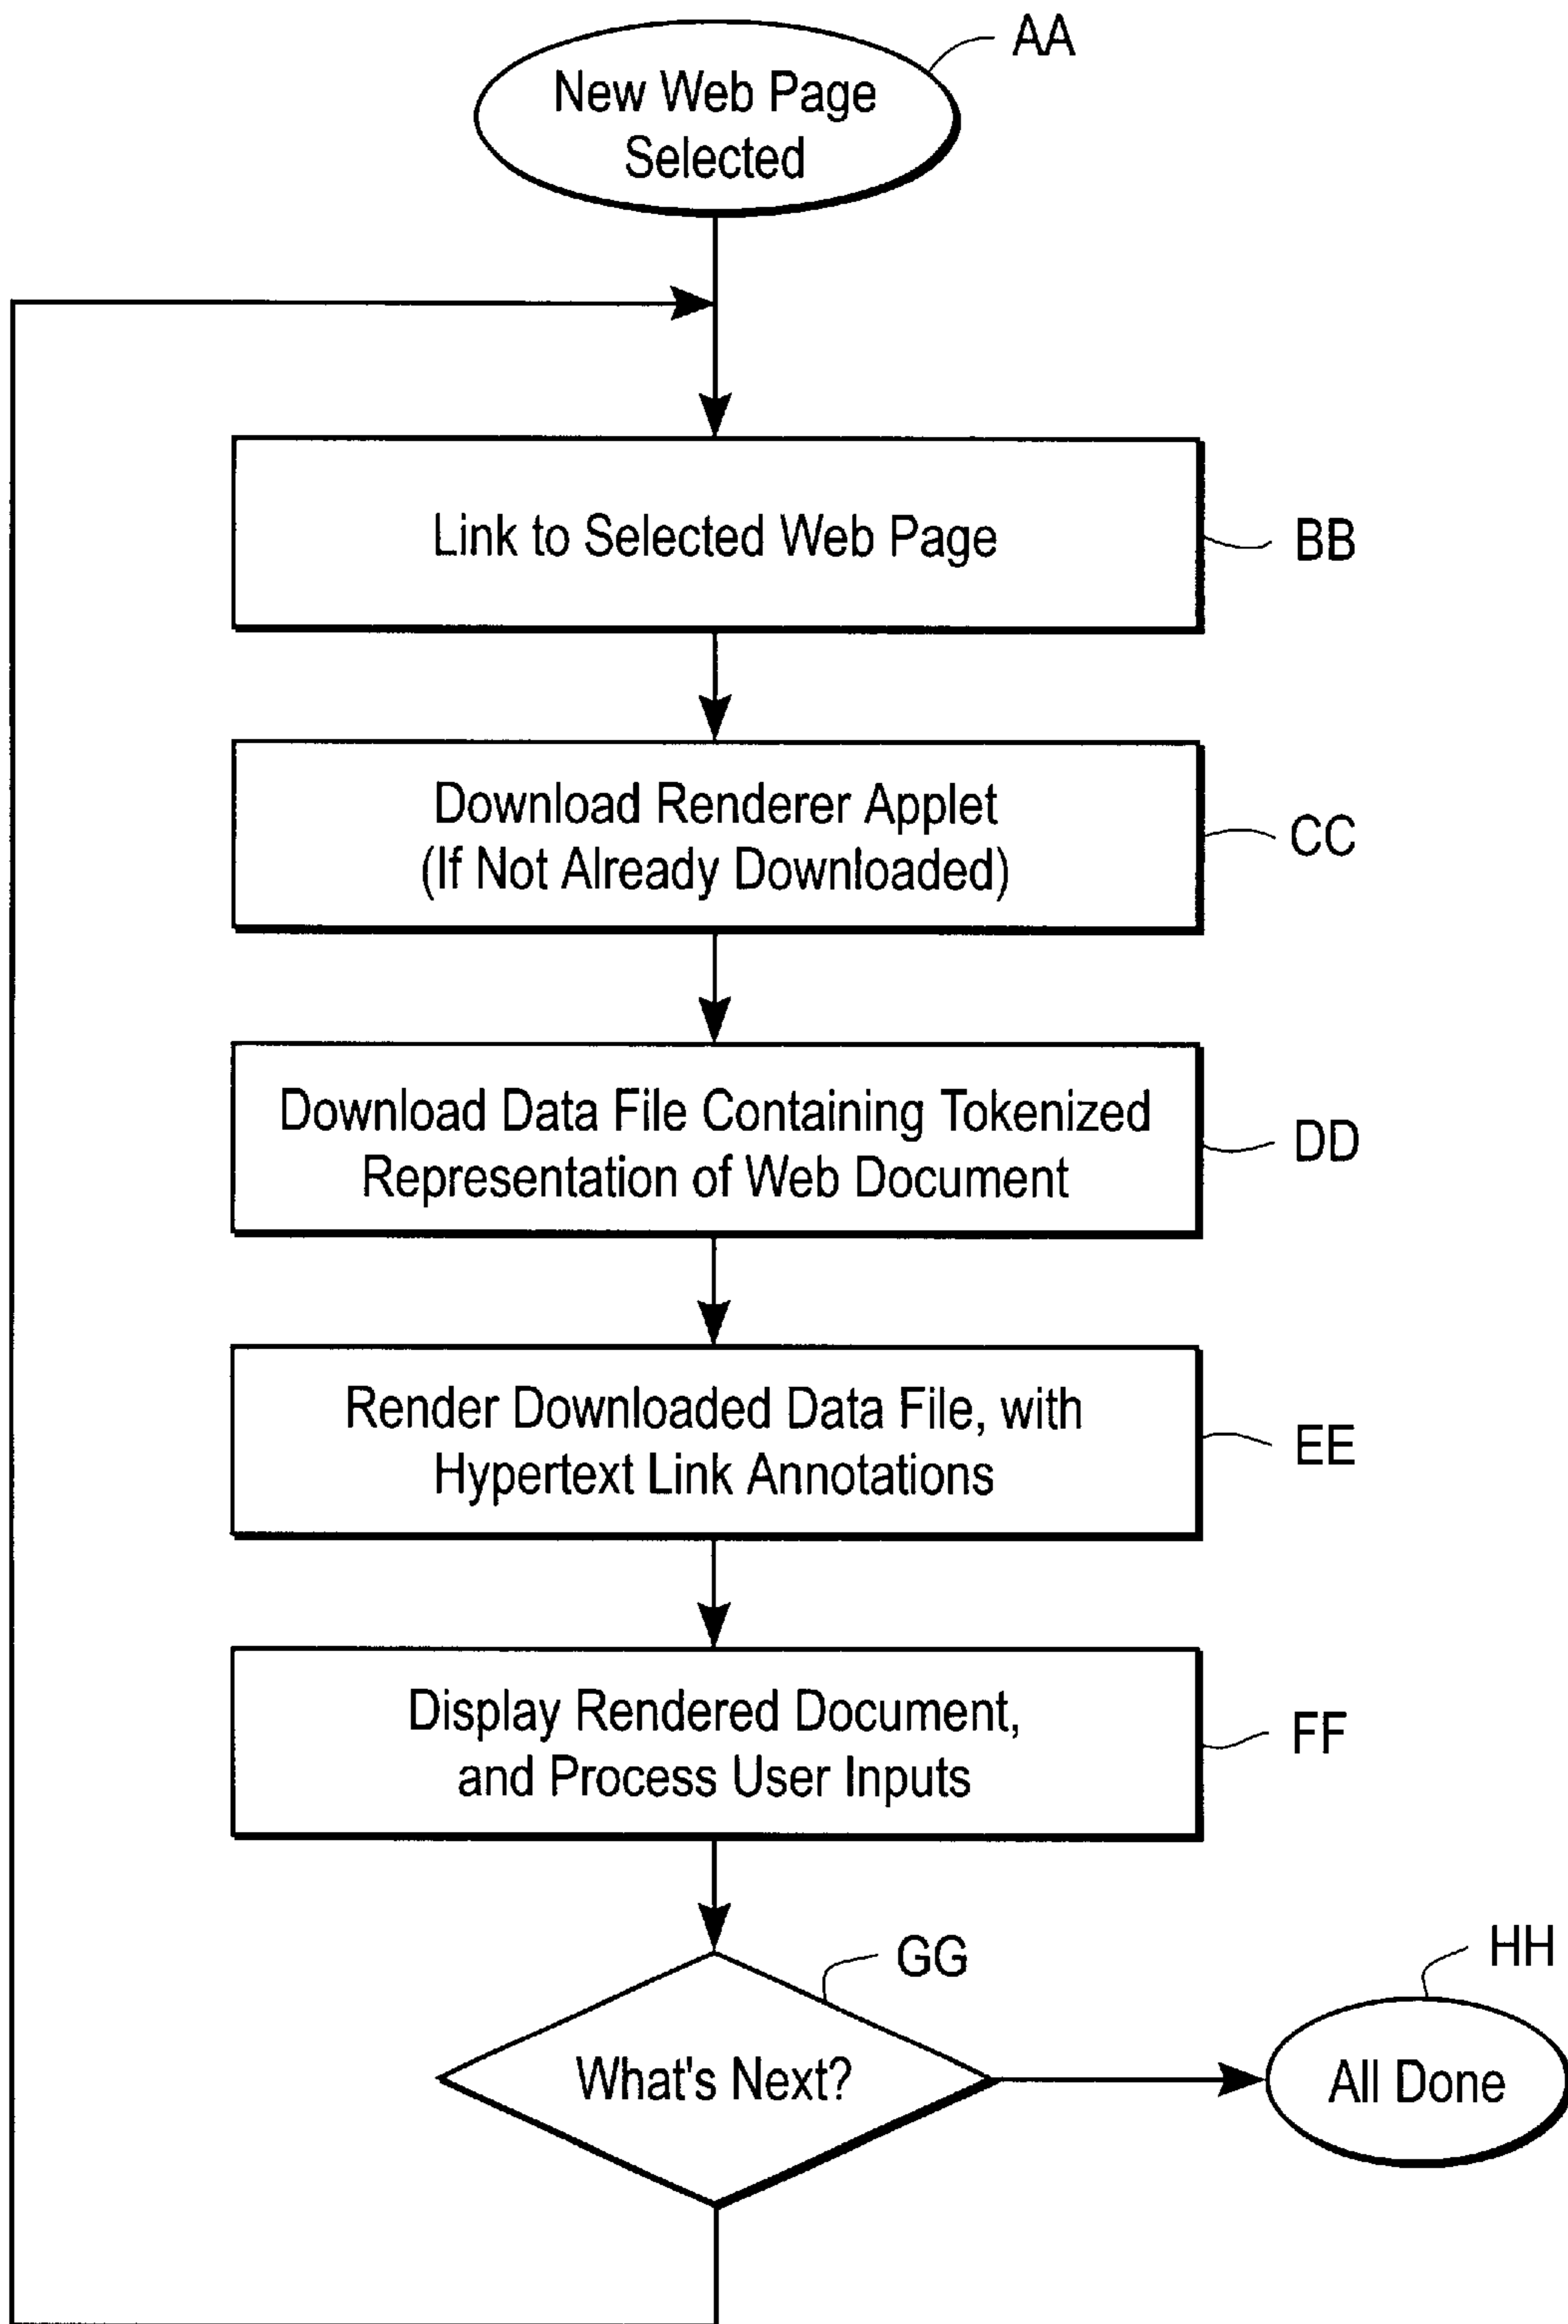 AA
New Web Page
Selected
Link to Selected Web Page
BB
Download Renderer Applet
(If Not Already Downloaded)
CC
Download Data File Containing Tokenized
Representation of Web Document
DD
Render Downloaded Data File, with
Hypertext Link Annotations
EE
Display Rendered Document,
and Process User Inputs
FF
GG
What's Next?
HH
All Done